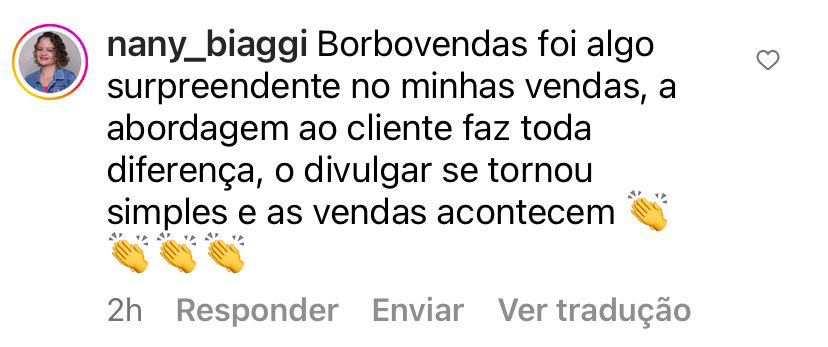 nany_biaggi Borbovendas foi algo
surpreendente no minhas vendas, a
abordagem ao cliente faz toda
diferença, o divulgar se tornou
simples e as vendas acontecem 👏
👏👏👏
2h Responder Enviar Ver tradução